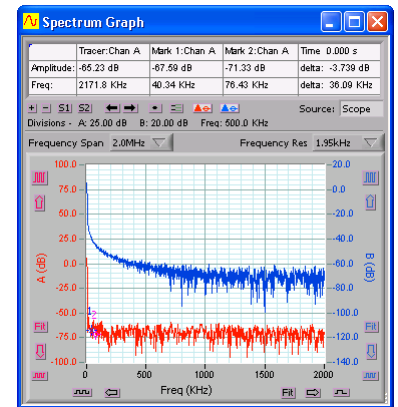 Spectrum Graph
Tracer:Chan A Mark 1:Chan A Mark 2:Chan A Time 0.000 s
Amplitude: -65.23 dB -67.59 dB -71.33 dB delta: -3.739 dB
Freq: 2171.8 KHz 40.34 KHz 76.43 KHz delta: 36.09 KHz
+ - S1 S2 Source: Scope
Divisions - A: 25.00 dB B: 20.00 dB Freq: 500.0 KHz
Frequency Span 2.0MHz Frequency Res 1.95kHz
100.0 20.0
75.0 0.0
50.0 -20.0
25.0 -40.0
0.0 -60.0
-25.0 -80.0
-50.0 -100.0
-75.0 -120.0
-100.0 -140.0
A (dB)
B (dB)
1 2
Fit Fit
0 500 1000 1500 2000
Freq (KHz) Fit